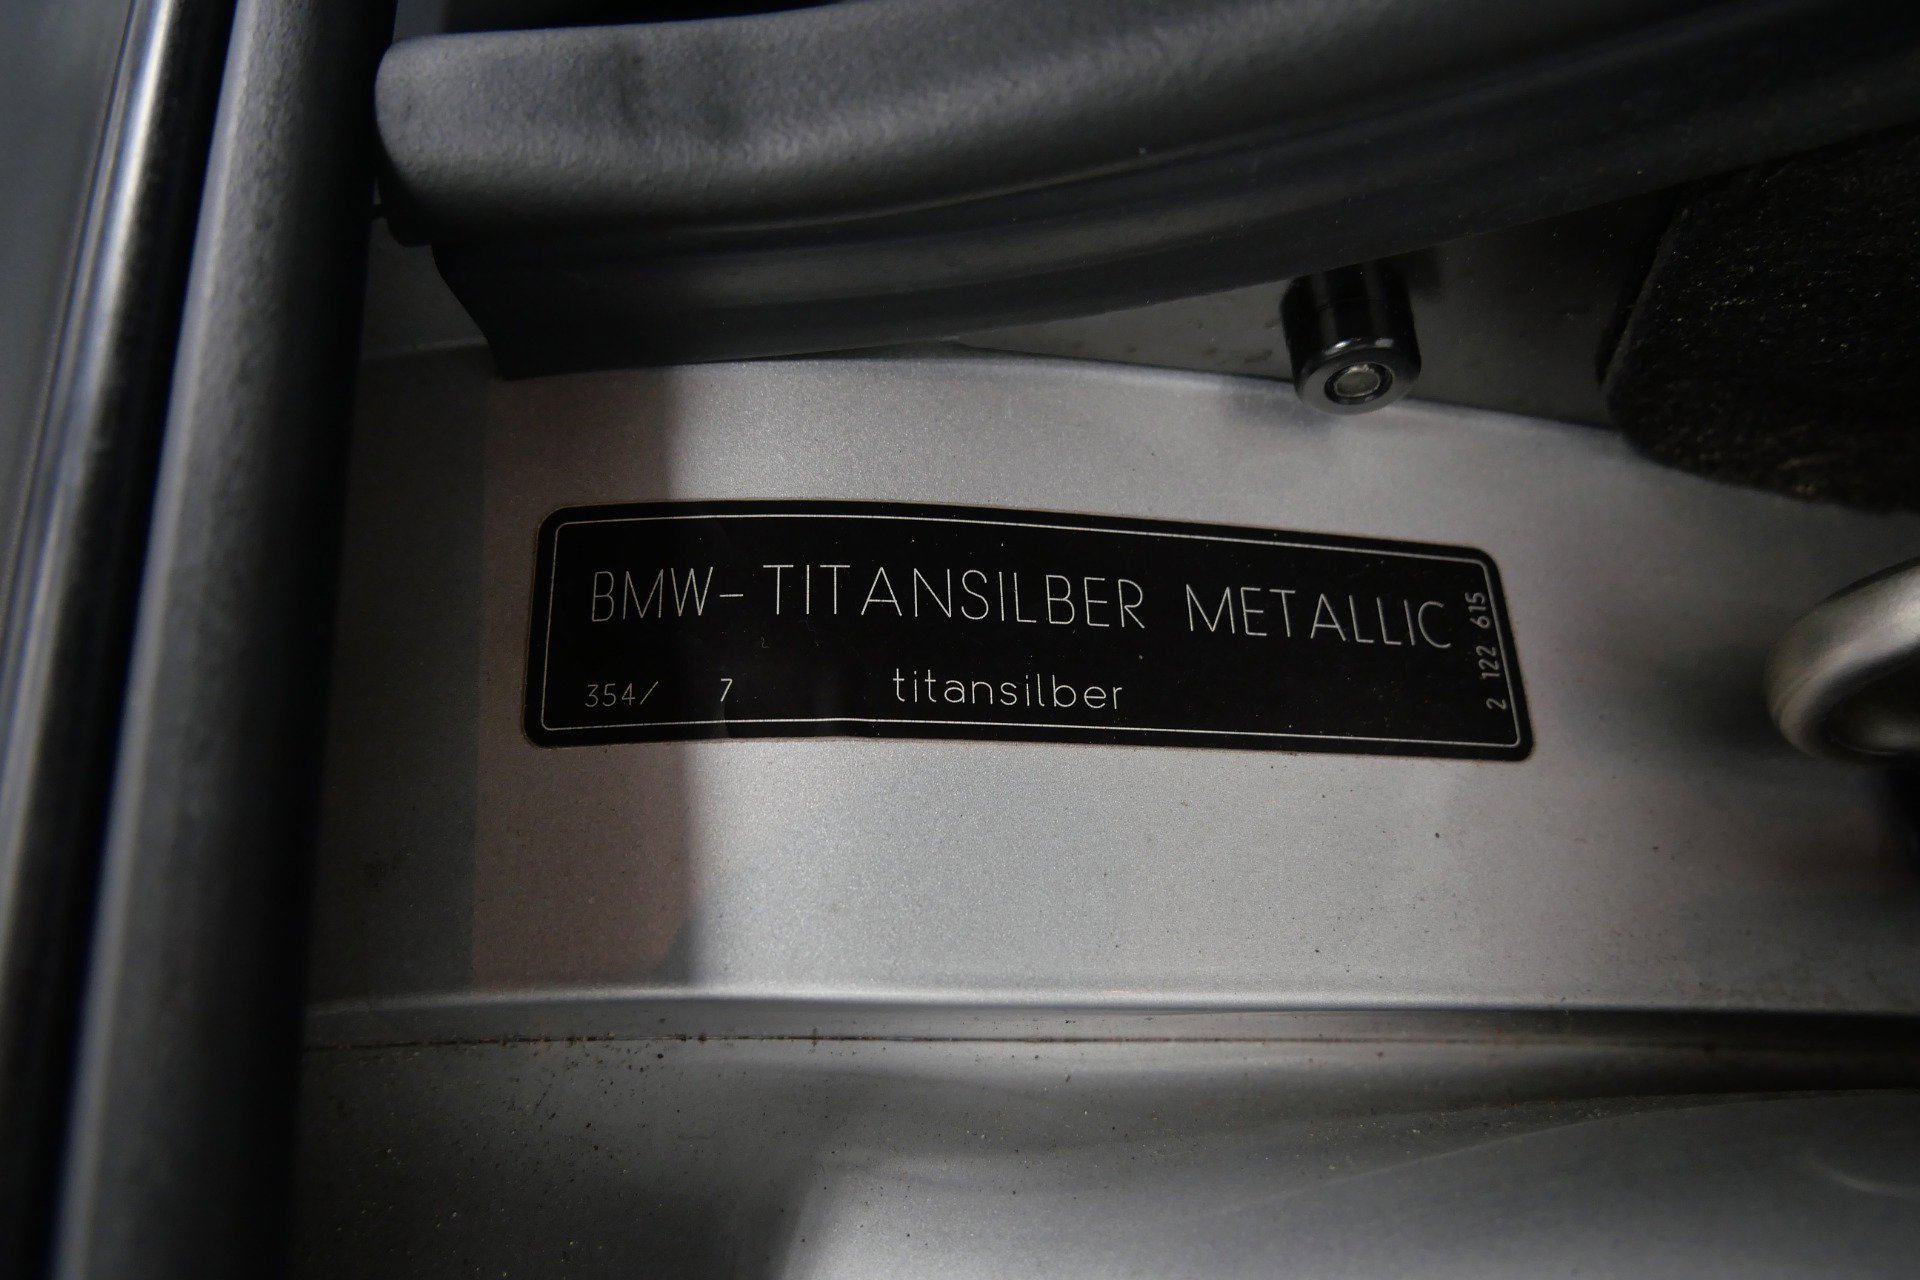 BMW-TITANSILBER METALLIC
354/ 7 titansilber
2 122 615